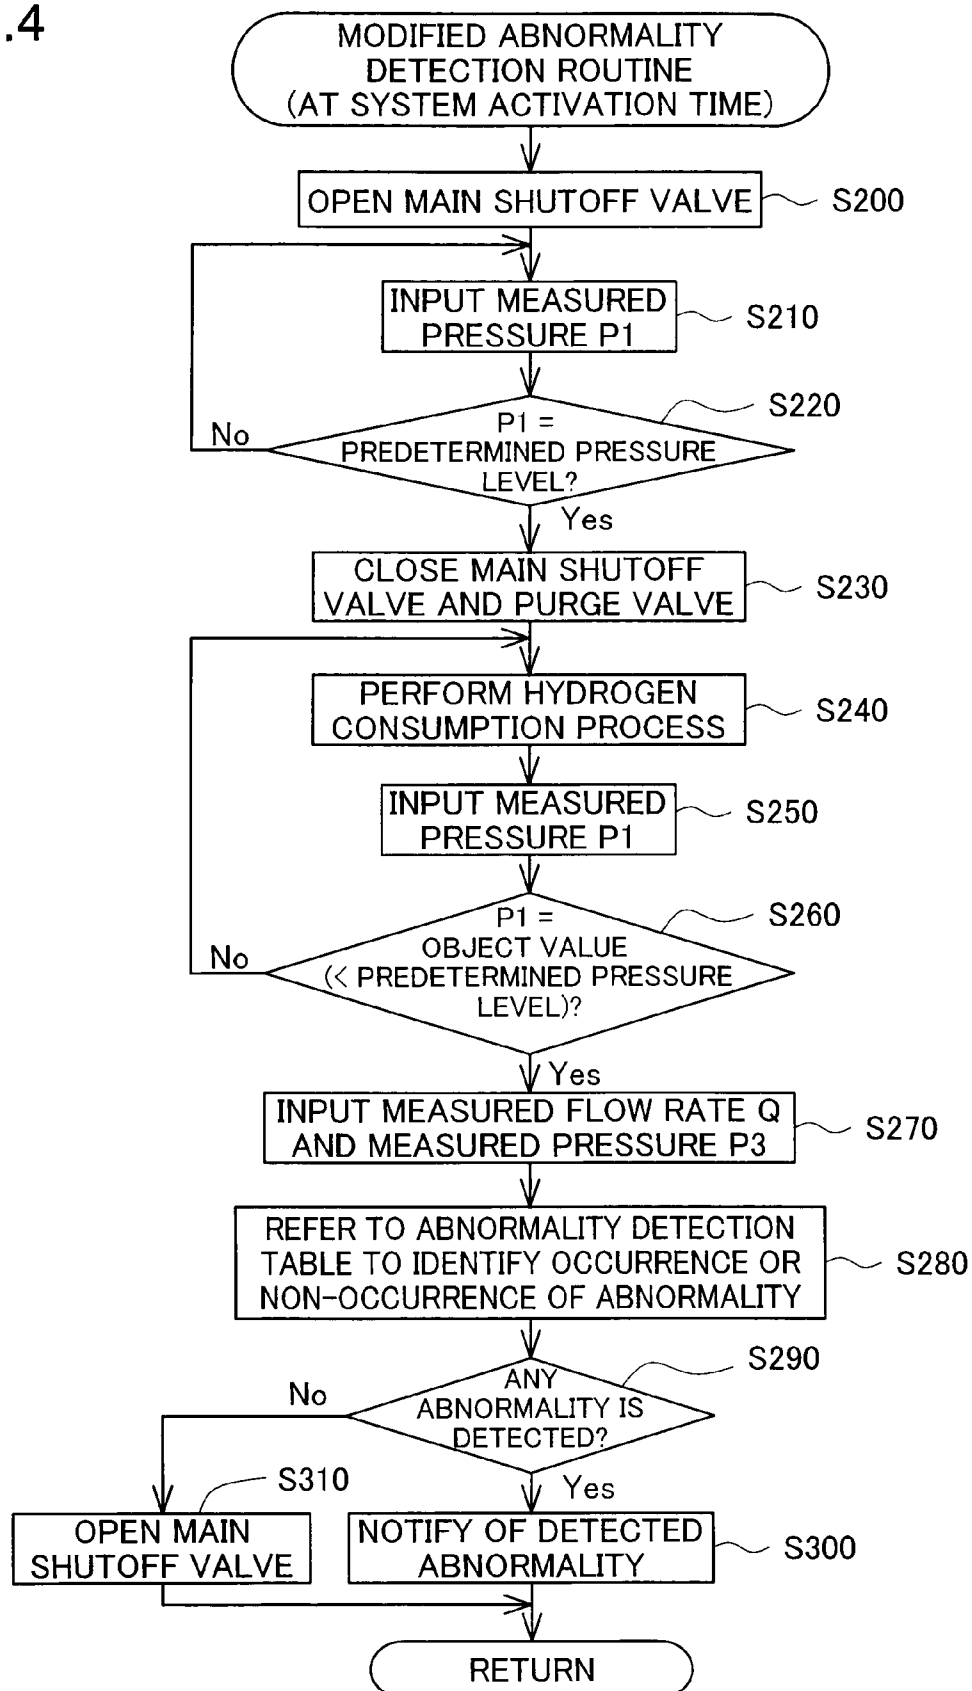 .4
MODIFIED ABNORMALITY
DETECTION ROUTINE
(AT SYSTEM ACTIVATION TIME)
OPEN MAIN SHUTOFF VALVE
S200
INPUT MEASURED
PRESSURE P1
S210
P1 =
PREDETERMINED PRESSURE
LEVEL?
S220
No
Yes
CLOSE MAIN SHUTOFF
VALVE AND PURGE VALVE
S230
PERFORM HYDROGEN
CONSUMPTION PROCESS
S240
INPUT MEASURED
PRESSURE P1
S250
P1 =
OBJECT VALUE
(< PREDETERMINED PRESSURE
LEVEL)?
S260
No
Yes
INPUT MEASURED FLOW RATE Q
AND MEASURED PRESSURE P3
S270
REFER TO ABNORMALITY DETECTION
TABLE TO IDENTIFY OCCURRENCE OR
NON-OCCURRENCE OF ABNORMALITY
S280
ANY
ABNORMALITY IS
DETECTED?
S290
No
Yes
OPEN MAIN
SHUTOFF VALVE
S310
NOTIFY OF DETECTED
ABNORMALITY
S300
RETURN